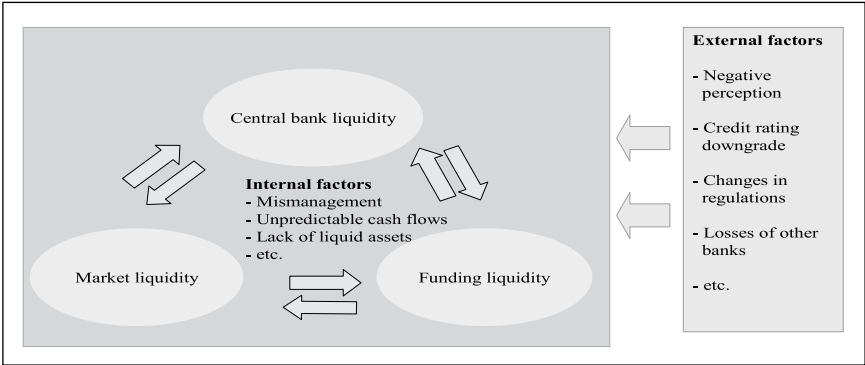 Central bank liquidity
Internal factors
- Mismanagement
- Unpredictable cash flows
- Lack of liquid assets
- etc.
Market liquidity
Funding liquidity
External factors
- Negative
perception
- Credit rating
downgrade
- Changes in
regulations
- Losses of other
banks
- etc.